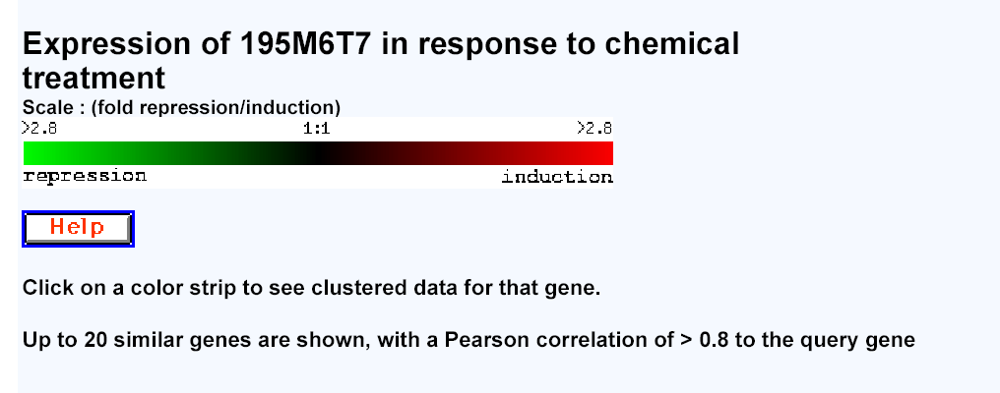 Expression of 195M6T7 in response to chemical
treatment
Scale : (fold repression/induction)
>2.8 1:1 >2.8
repression induction
Help
Click on a color strip to see clustered data for that gene.
Up to 20 similar genes are shown, with a Pearson correlation of > 0.8 to the query gene